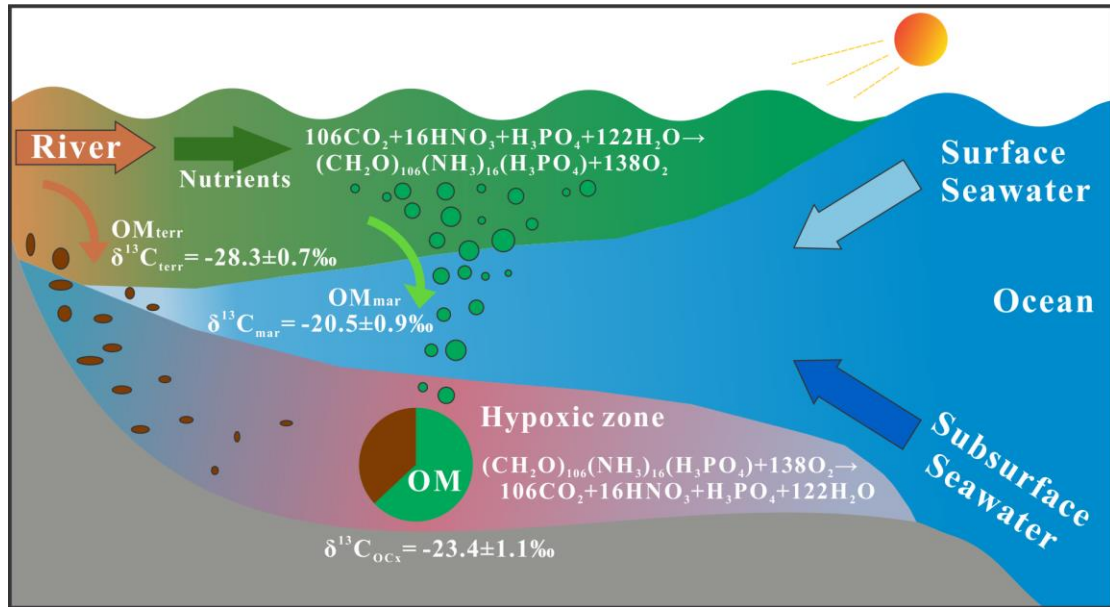 River
Nutrients
106CO₂+16HNO₃+H₃PO₄+122H₂O→
(CH₂O)₁₀₆(NH₃)₁₆(H₃PO₄)+138O₂
Surface
Seawater
OMterr
δ¹³Cterr= -28.3±0.7‰
OMmar
δ¹³Cmar= -20.5±0.9‰
Ocean
Hypoxic zone
OM
(CH₂O)₁₀₆(NH₃)₁₆(H₃PO₄)+138O₂→
106CO₂+16HNO₃+H₃PO₄+122H₂O
Subsurface
Seawater
δ¹³COCx= -23.4±1.1‰